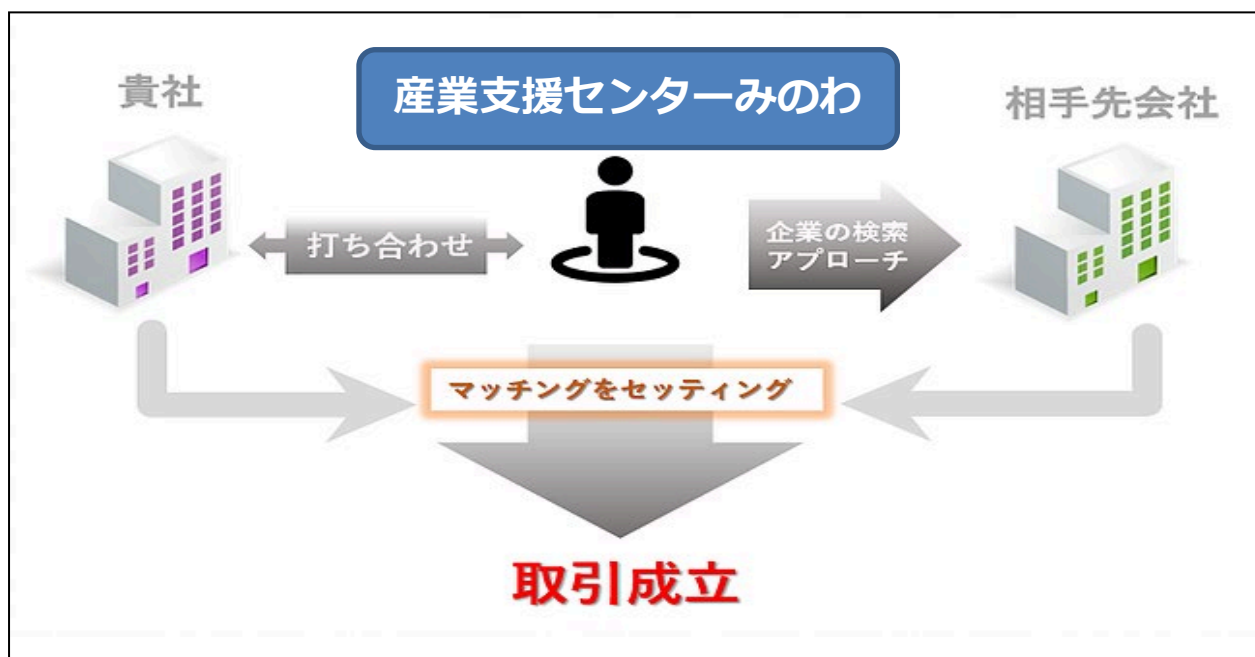 産業支援センターみのわ
貴社
相手先会社
打ち合わせ
企業の検索
アプローチ
マッチングをセッティング
取引成立